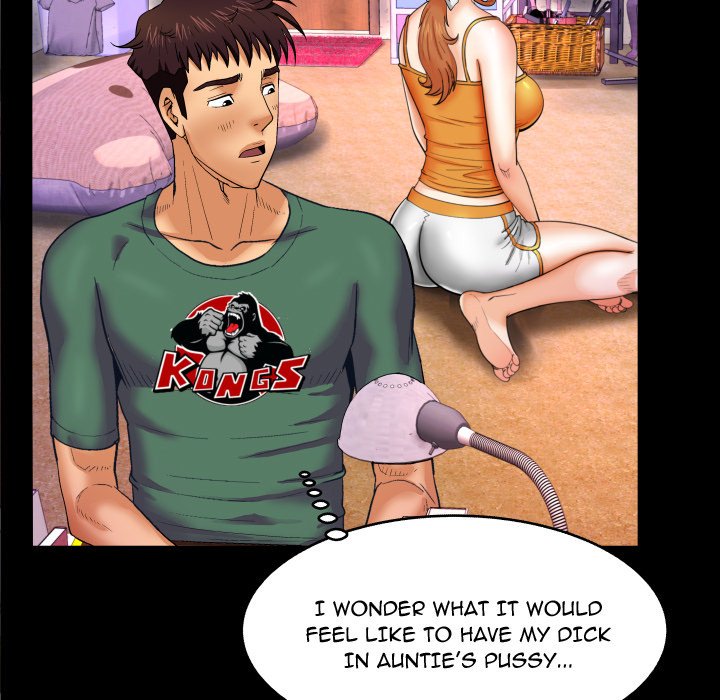 KONGS
I WONDER WHAT IT WOULD
FEEL LIKE TO HAVE MY DICK
IN AUNTIE'S PUSSY...